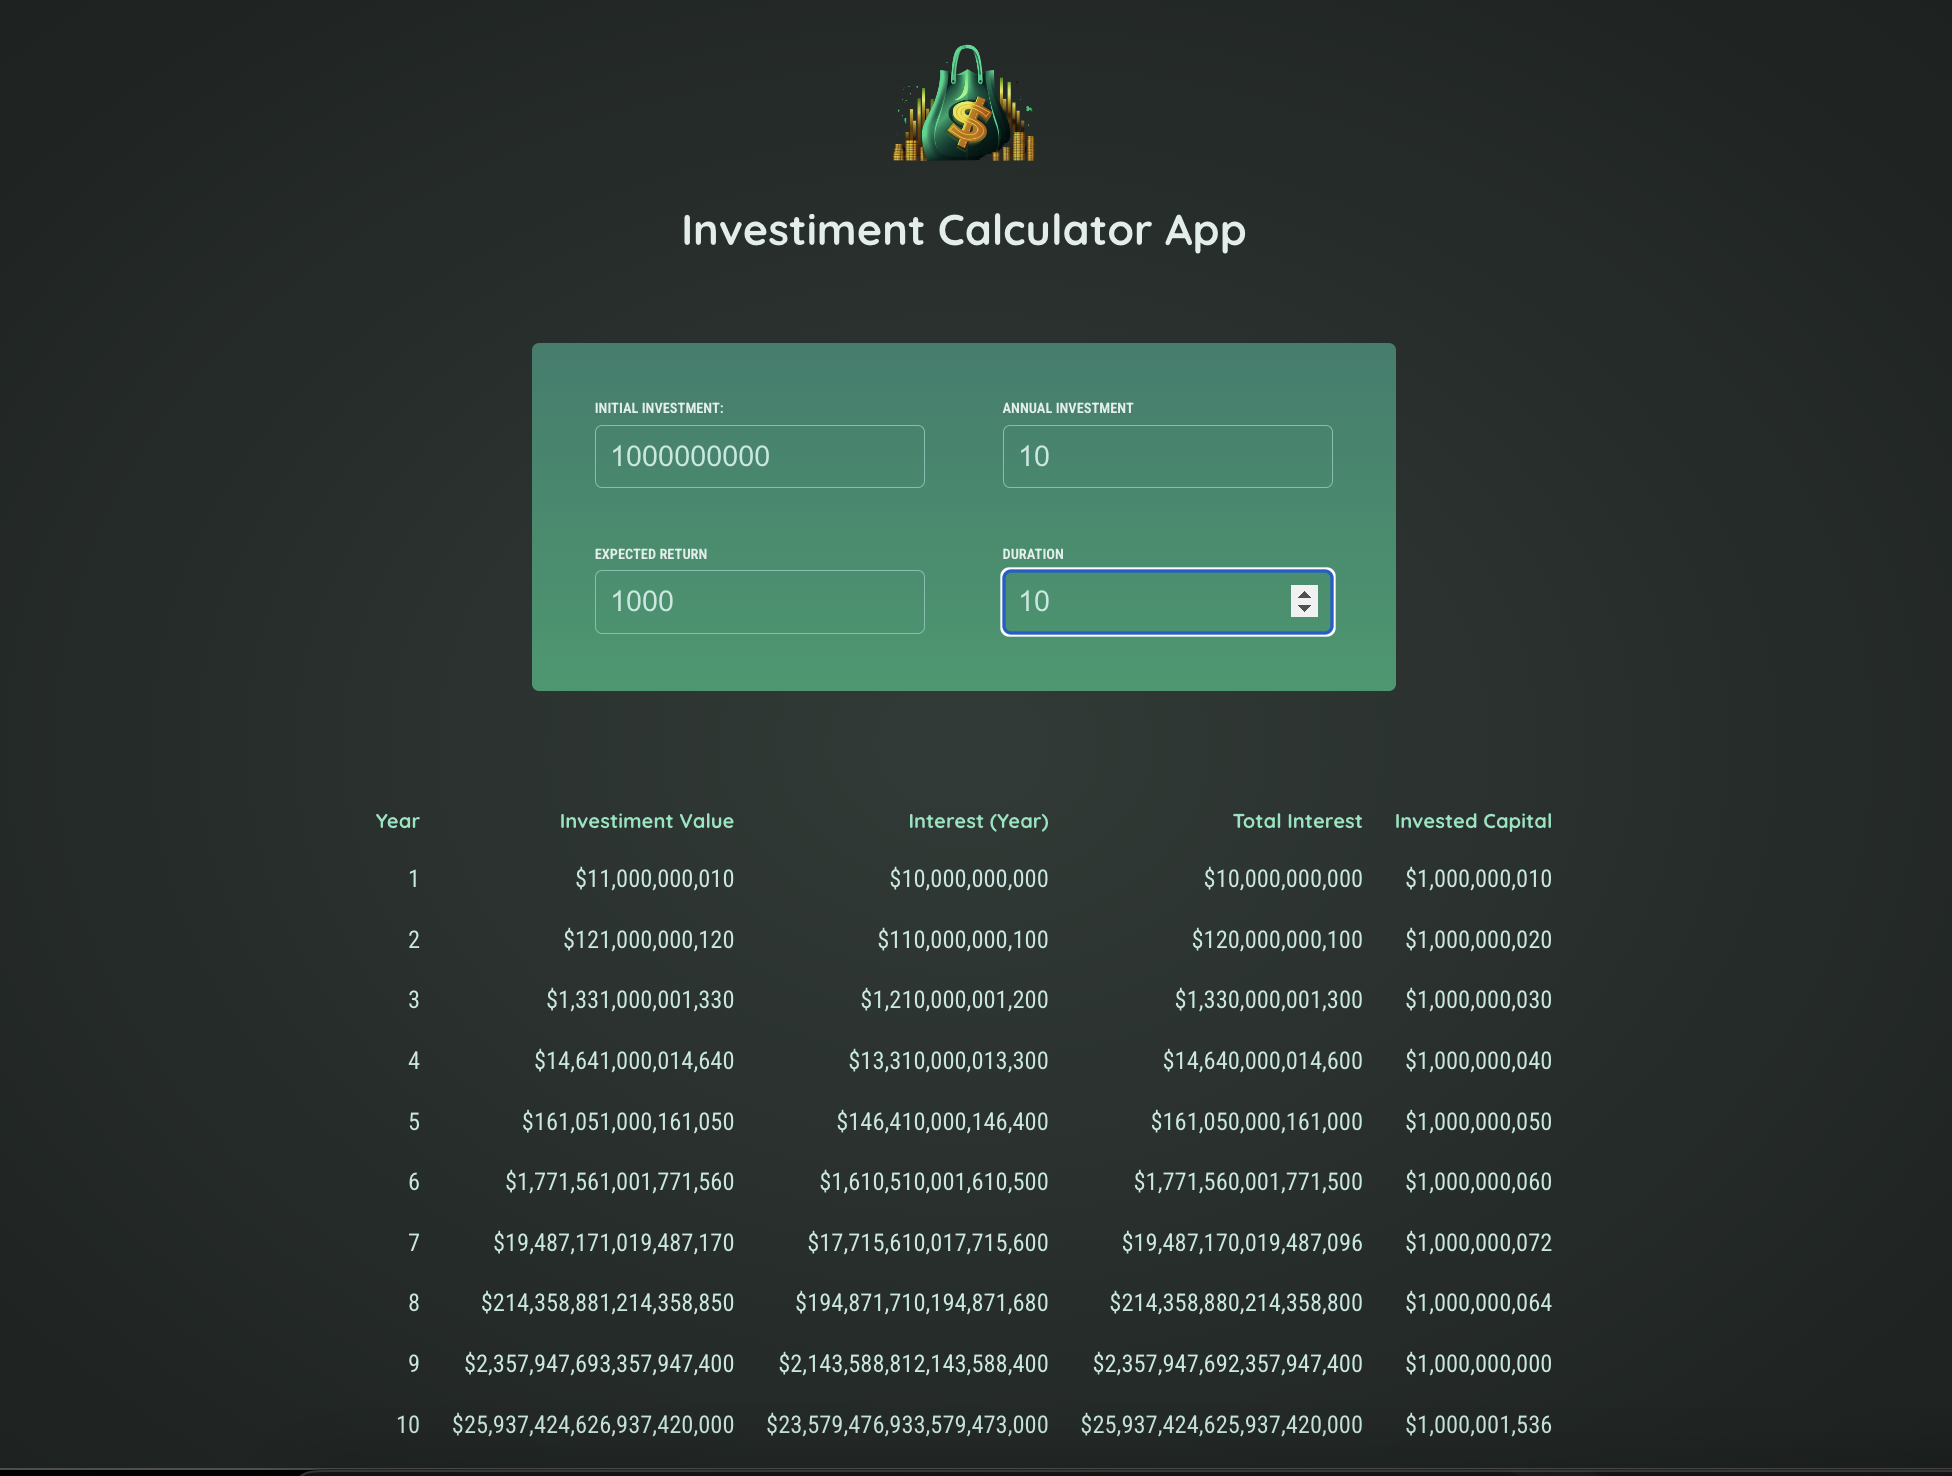 $
Investiment Calculator App
INITIAL INVESTMENT: ANNUAL INVESTMENT
1000000000 10
EXPECTED RETURN DURATION
1000 10
Year Investiment Value Interest (Year) Total Interest Invested Capital
1 $11,000,000,010 $10,000,000,000 $10,000,000,000 $1,000,000,010
2 $121,000,000,120 $110,000,000,100 $120,000,000,100 $1,000,000,020
3 $1,331,000,001,330 $1,210,000,001,200 $1,330,000,001,300 $1,000,000,030
4 $14,641,000,014,640 $13,310,000,013,300 $14,640,000,014,600 $1,000,000,040
5 $161,051,000,161,050 $146,410,000,146,400 $161,050,000,161,000 $1,000,000,050
6 $1,771,561,001,771,560 $1,610,510,001,610,500 $1,771,560,001,771,500 $1,000,000,060
7 $19,487,171,019,487,170 $17,715,610,017,715,600 $19,487,170,019,487,096 $1,000,000,072
8 $214,358,881,214,358,850 $194,871,710,194,871,680 $214,358,880,214,358,800 $1,000,000,064
9 $2,357,947,693,357,947,400 $2,143,588,812,143,588,400 $2,357,947,692,357,947,400 $1,000,000,000
10 $25,937,424,626,937,420,000 $23,579,476,933,579,473,000 $25,937,424,625,937,420,000 $1,000,001,536